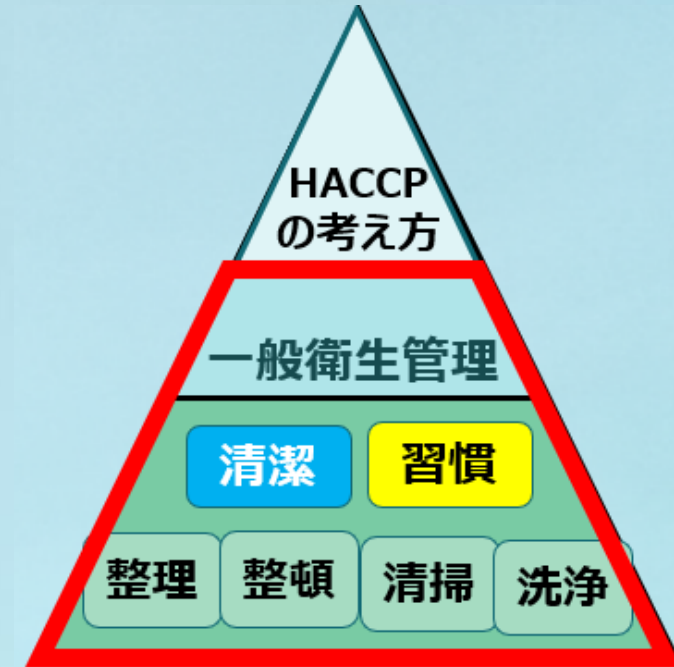 HACCP
の考え方
一般衛生管理
清潔 習慣
整理 整頓 清掃 洗浄